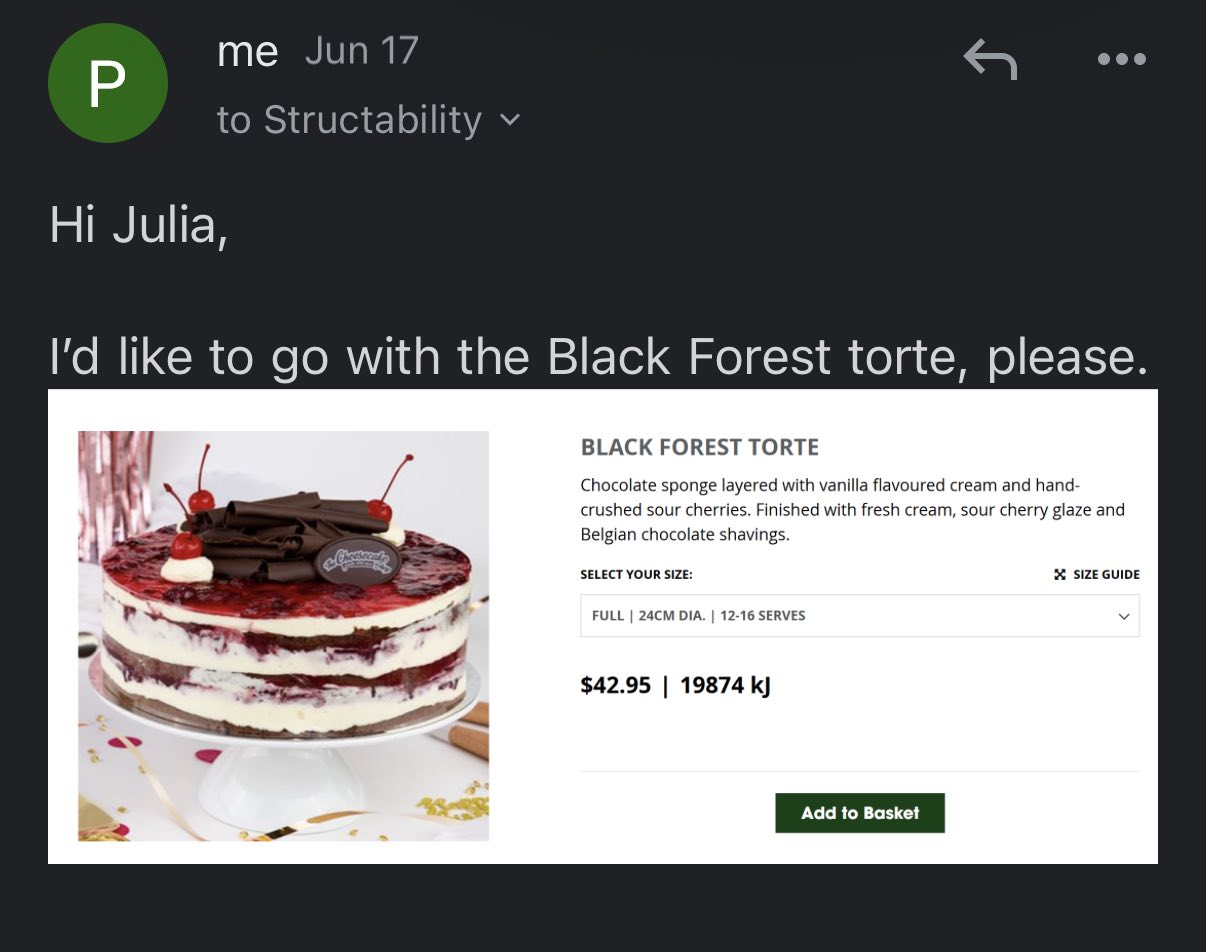 P
me Jun 17
to Structability
Hi Julia,
I’d like to go with the Black Forest torte, please.
BLACK FOREST TORTE
Chocolate sponge layered with vanilla flavoured cream and hand-
crushed sour cherries. Finished with fresh cream, sour cherry glaze and
Belgian chocolate shavings.
SELECT YOUR SIZE: SIZE GUIDE
FULL | 24CM DIA. | 12-16 SERVES
$42.95 | 19874 kJ
Add to Basket
The Cheesecake